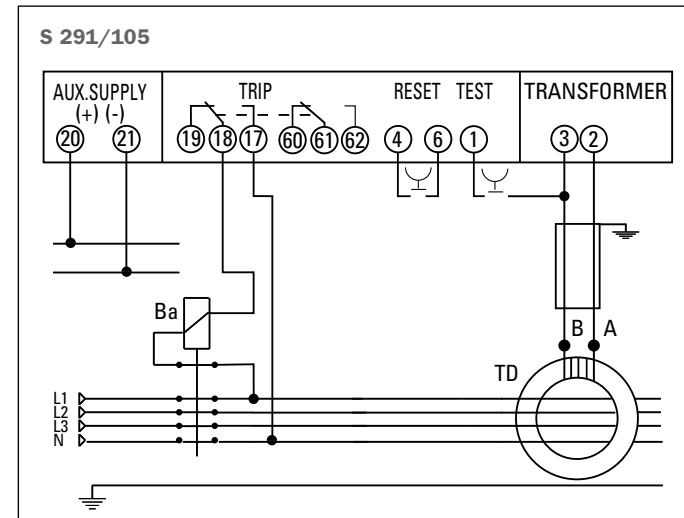 S 291/105
AUX.SUPPLY TRIP RESET TEST TRANSFORMER
(+) (-)
20 21 19 18 17 60 61 62 4 6 1 3 2
Ba
B A
TD
L1
L2
L3
N